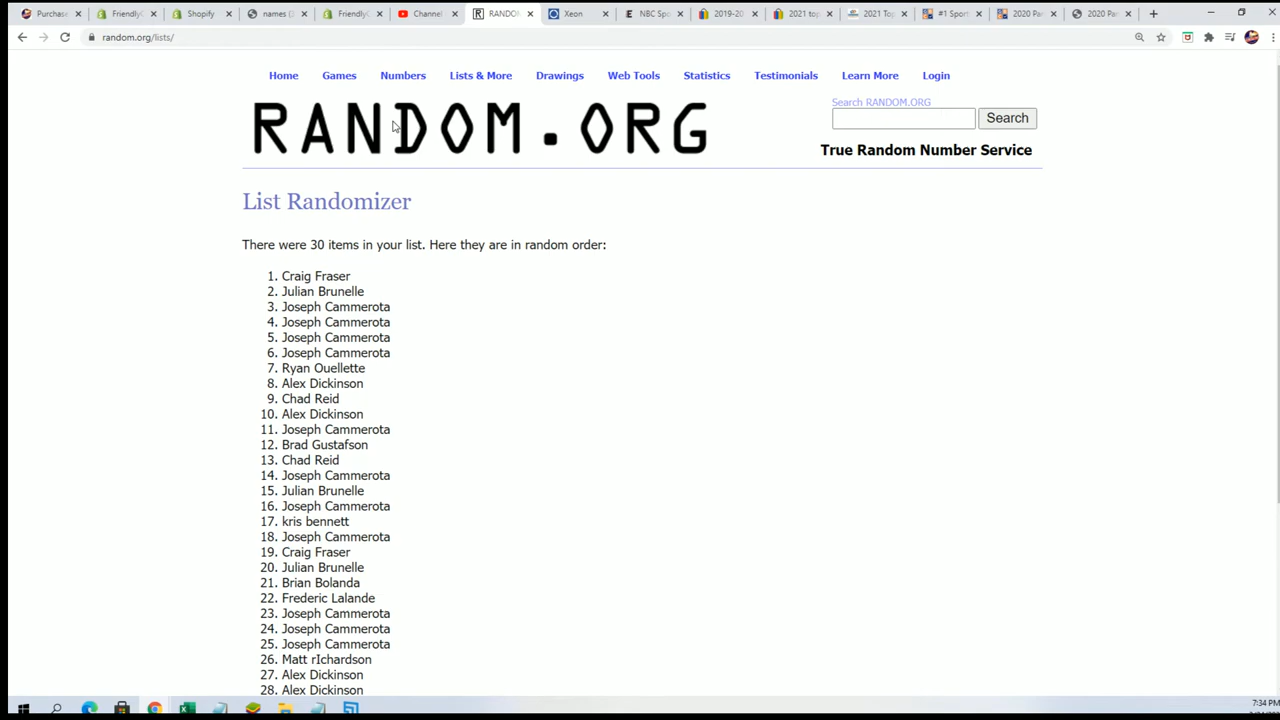 Purchase
FriendlyC
Shopify
names (
FriendlyC
Channel
RANDOM
Xeon
NBC Spo
2019-20
2021 top
2021 Top
#1 Sport
2020 Par
2020 Par
random.org/lists/
Home Games Numbers Lists & More Drawings Web Tools Statistics Testimonials Learn More Login
RANDOM.ORG
Search RANDOM.ORG
Search
True Random Number Service
List Randomizer
There were 30 items in your list. Here they are in random order:
1. Craig Fraser
2. Julian Brunelle
3. Joseph Cammerota
4. Joseph Cammerota
5. Joseph Cammerota
6. Joseph Cammerota
7. Ryan Ouellette
8. Alex Dickinson
9. Chad Reid
10. Alex Dickinson
11. Joseph Cammerota
12. Brad Gustafson
13. Chad Reid
14. Joseph Cammerota
15. Julian Brunelle
16. Joseph Cammerota
17. kris bennett
18. Joseph Cammerota
19. Craig Fraser
20. Julian Brunelle
21. Brian Bolanda
22. Frederic Lalande
23. Joseph Cammerota
24. Joseph Cammerota
25. Joseph Cammerota
26. Matt rIchardson
27. Alex Dickinson
28. Alex Dickinson
7:34 PM